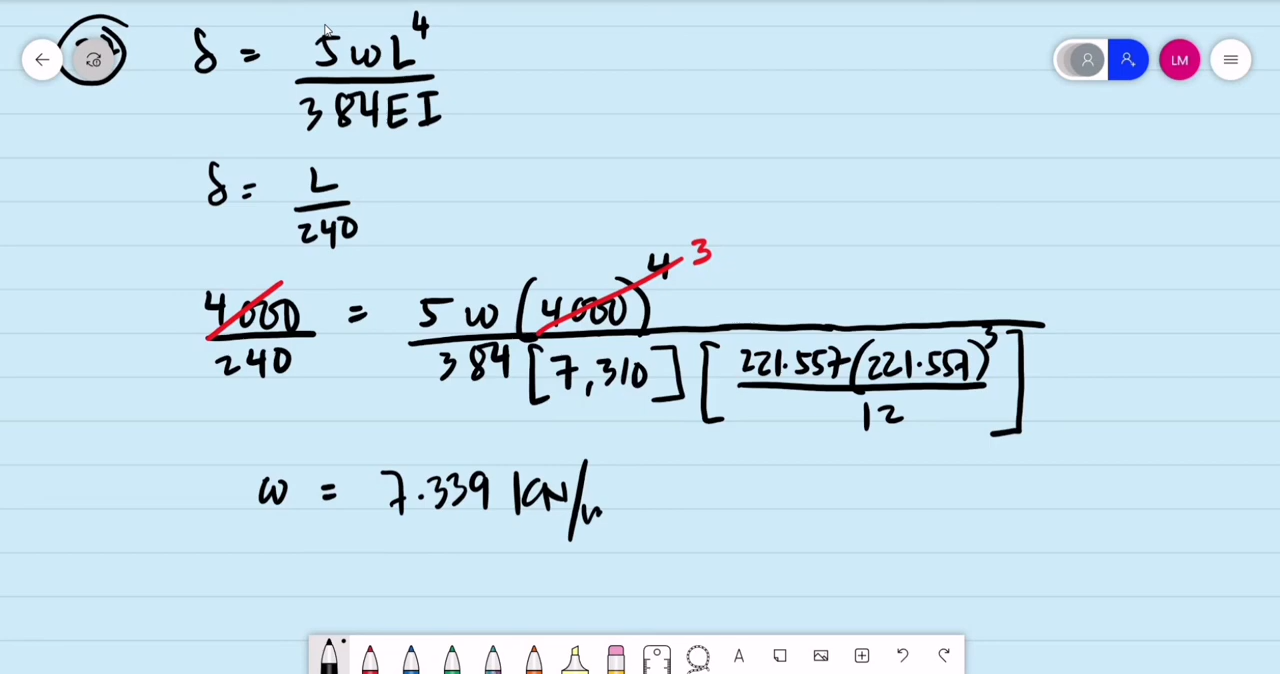 δ = 5wL⁴ / 384EI
δ = L / 240
4000 / 240 = 5w(4000)⁴ 3 / 384 [7,310] [221.557(221.557)³ / 12]
w = 7.339 KN/
LM
A